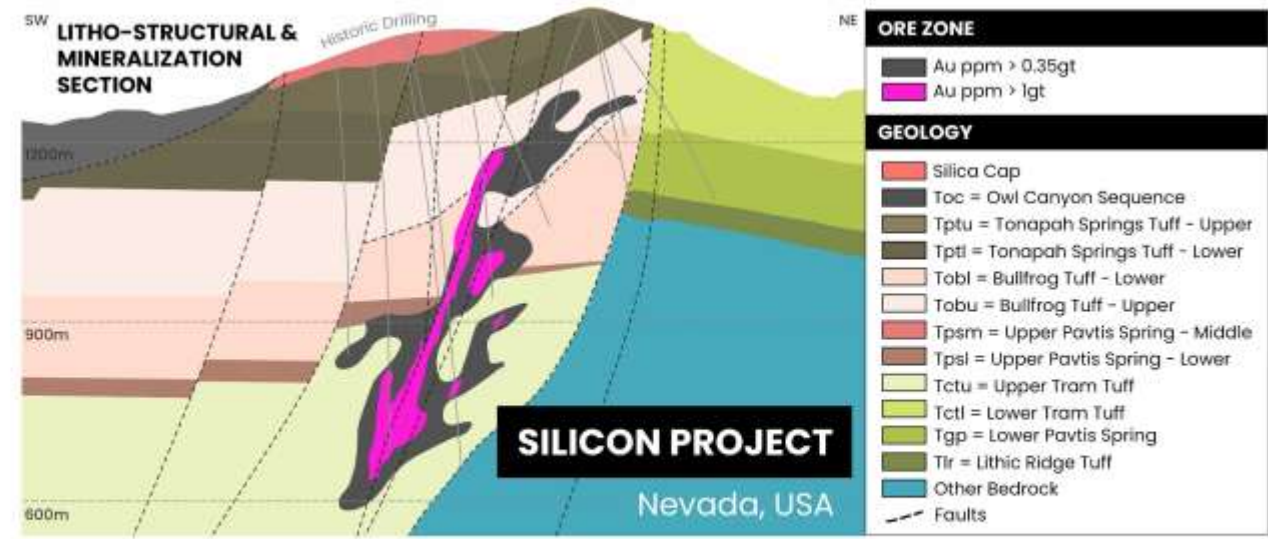 SW
LITHO-STRUCTURAL &
MINERALIZATION
SECTION
Historic Drilling
NE
1200m
900m
600m
SILICON PROJECT
Nevada, USA
ORE ZONE
Au ppm > 0.35gt
Au ppm > 1gt
GEOLOGY
Silica Cap
Toc = Owl Canyon Sequence
Tptu = Tonapah Springs Tuff - Upper
Tptl = Tonapah Springs Tuff - Lower
Tobl = Bullfrog Tuff - Lower
Tobu = Bullfrog Tuff - Upper
Tpsm = Upper Pavtis Spring - Middle
Tpsl = Upper Pavtis Spring - Lower
Tctu = Upper Tram Tuff
Tctl = Lower Tram Tuff
Tgp = Lower Pavtis Spring
Tlr = Lithic Ridge Tuff
Other Bedrock
Faults